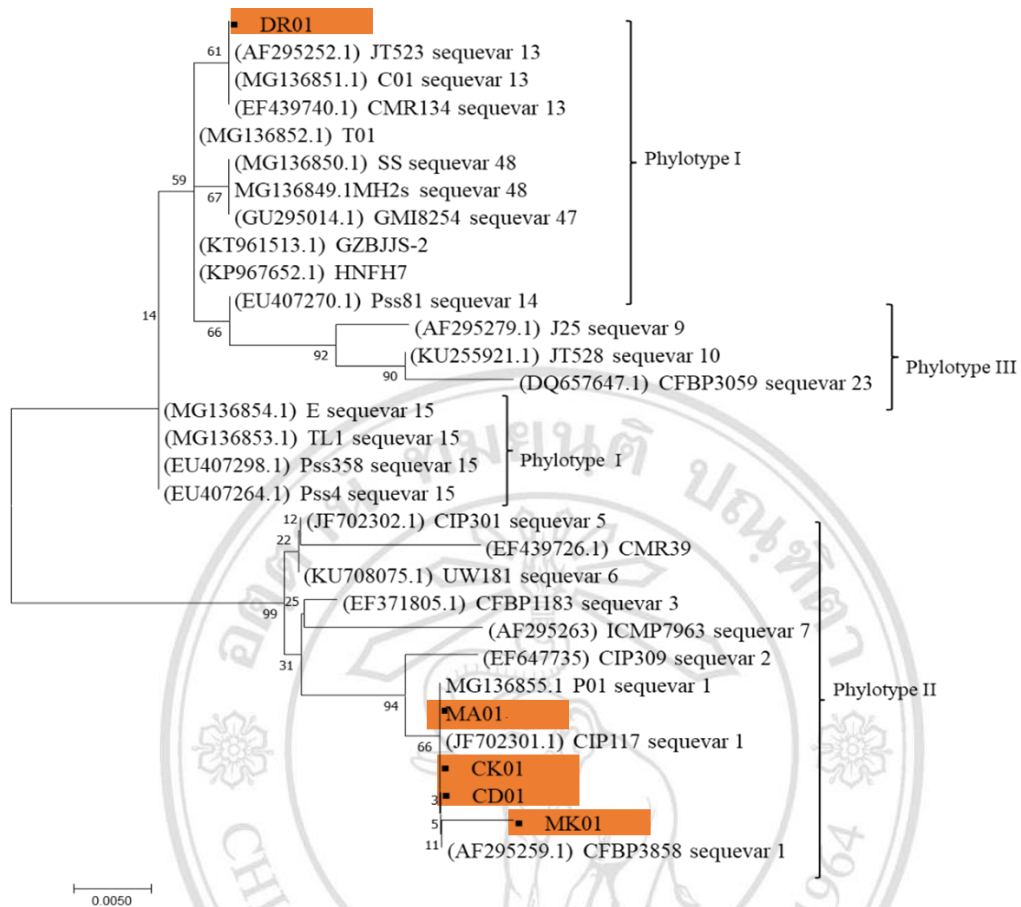 DR01
61
(AF295252.1) JT523 sequevar 13
(MG136851.1) C01 sequevar 13
(EF439740.1) CMR134 sequevar 13
(MG136852.1) T01
(MG136850.1) SS sequevar 48
Phylotype I
59
67
MG136849.1MH2s sequevar 48
(GU295014.1) GMI8254 sequevar 47
(KT961513.1) GZBJJS-2
(KP967652.1) HNFH7
(EU407270.1) Pss81 sequevar 14
14
66
(AF295279.1) J25 sequevar 9
92
(KU255921.1) JT528 sequevar 10
Phylotype III
90
(DQ657647.1) CFBP3059 sequevar 23
(MG136854.1) E sequevar 15
(MG136853.1) TL1 sequevar 15
(EU407298.1) Pss358 sequevar 15
Phylotype I
(EU407264.1) Pss4 sequevar 15
12
(JF702302.1) CIP301 sequevar 5
22
(EF439726.1) CMR39
(KU708075.1) UW181 sequevar 6
99
25
(EF371805.1) CFBP1183 sequevar 3
(AF295263) ICMP7963 sequevar 7
31
(EF647735) CIP309 sequevar 2
94
MG136855.1 P01 sequevar 1
Phylotype II
MA01
66
(JF702301.1) CIP117 sequevar 1
CK01
3
CD01
5
MK01
11
(AF295259.1) CFBP3858 sequevar 1
0.0050
CHI
1964